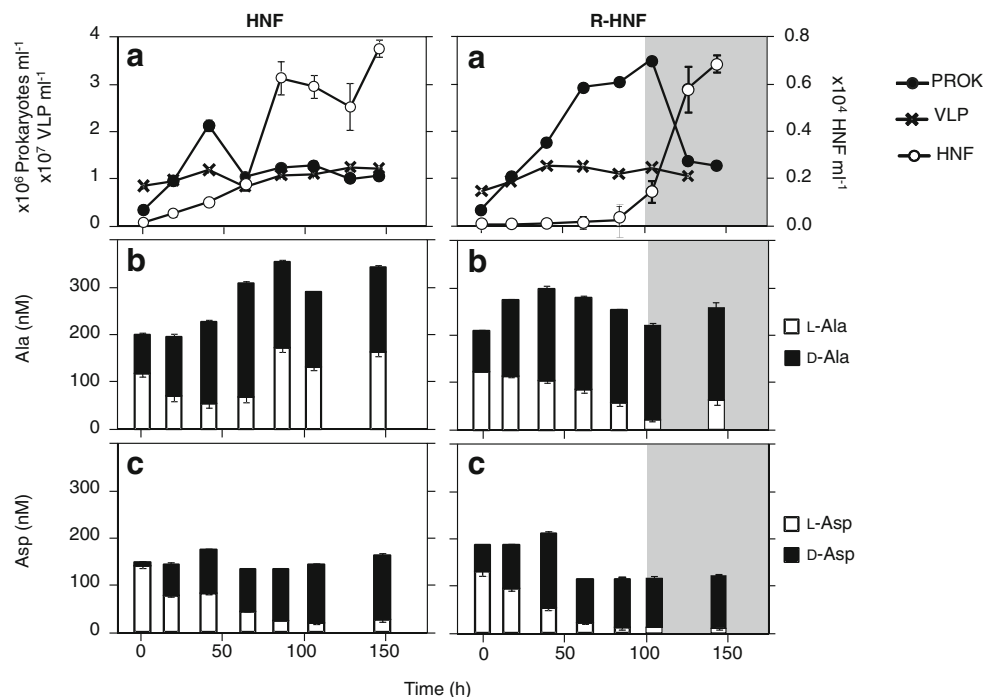 HNF
R-HNF
x10⁶ Prokaryotes ml⁻¹
x10⁷ VLP ml⁻¹
4
3
2
1
0
a
a
0.8
0.6
0.4
0.2
0.0
x10⁴ HNF ml⁻¹
PROK
VLP
HNF
Ala (nM)
300
200
100
0
b
b
L-Ala
D-Ala
Asp (nM)
300
200
100
0
c
c
L-Asp
D-Asp
0 50 100 150
0 50 100 150
Time (h)